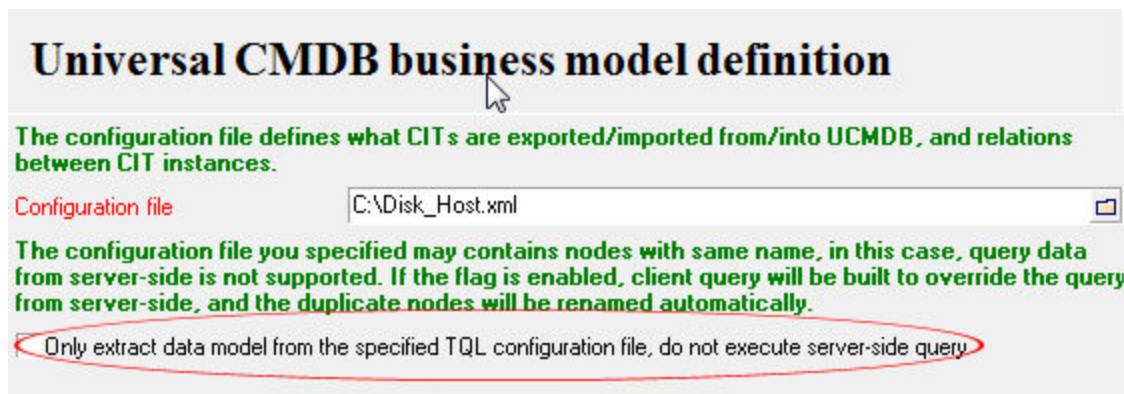 Universal CMDB business model definition
The configuration file defines what CITs are exported/imported from/into UCMDB, and relations
between CIT instances.
Configuration file C:\Disk_Host.xml
The configuration file you specified may contains nodes with same name, in this case, query data
from server-side is not supported. If the flag is enabled, client query will be built to override the query
from server-side, and the duplicate nodes will be renamed automatically.
Only extract data model from the specified TQL configuration file, do not execute server-side query